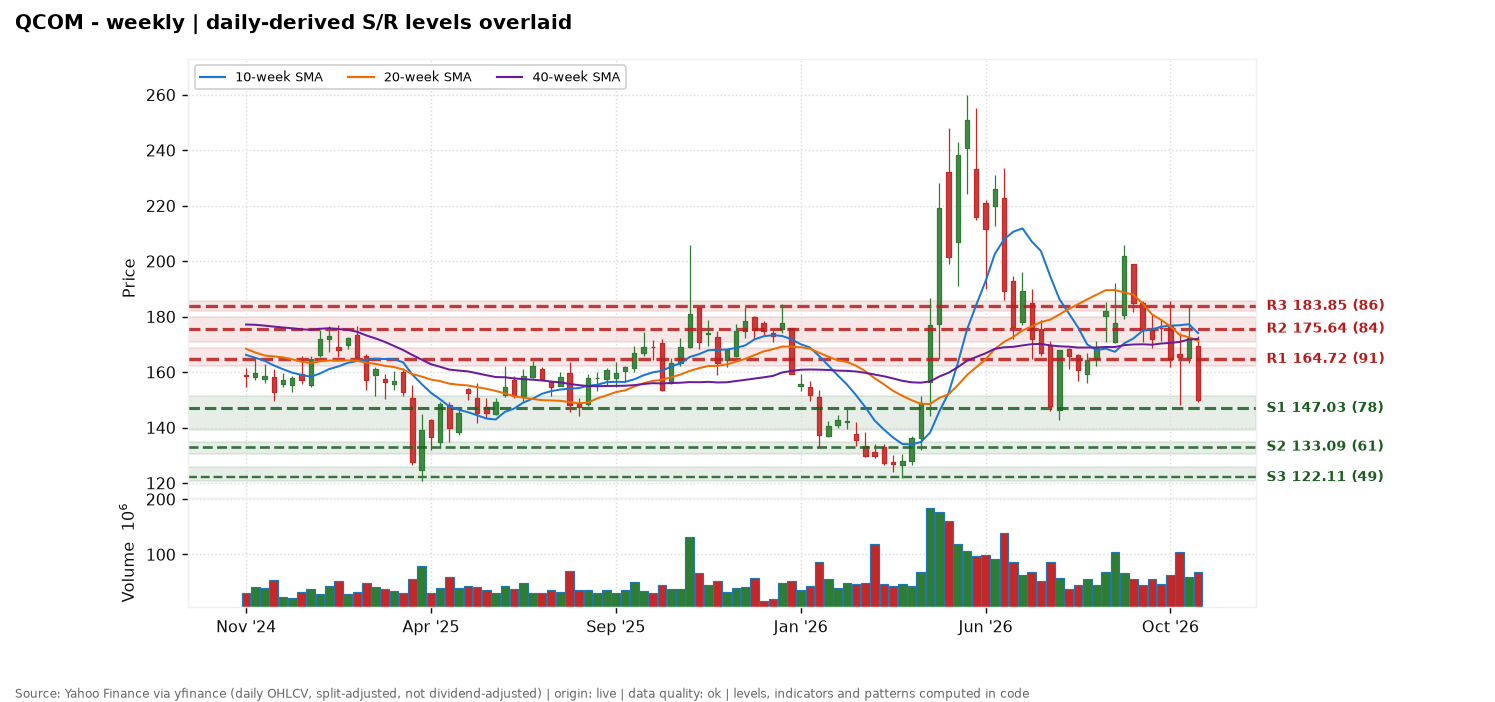 QCOM - weekly | daily-derived S/R levels overlaid
10-week SMA 20-week SMA 40-week SMA
260
240
220
200
180
160
140
120
Price
R3 183.85 (86)
R2 175.64 (84)
R1 164.72 (91)
S1 147.03 (78)
S2 133.09 (61)
S3 122.11 (49)
200
100
Volume 10⁶
Nov '24 Apr '25 Sep '25 Jan '26 Jun '26 Oct '26
Source: Yahoo Finance via yfinance (daily OHLCV, split-adjusted, not dividend-adjusted) | origin: live | data quality: ok | levels, indicators and patterns computed in code